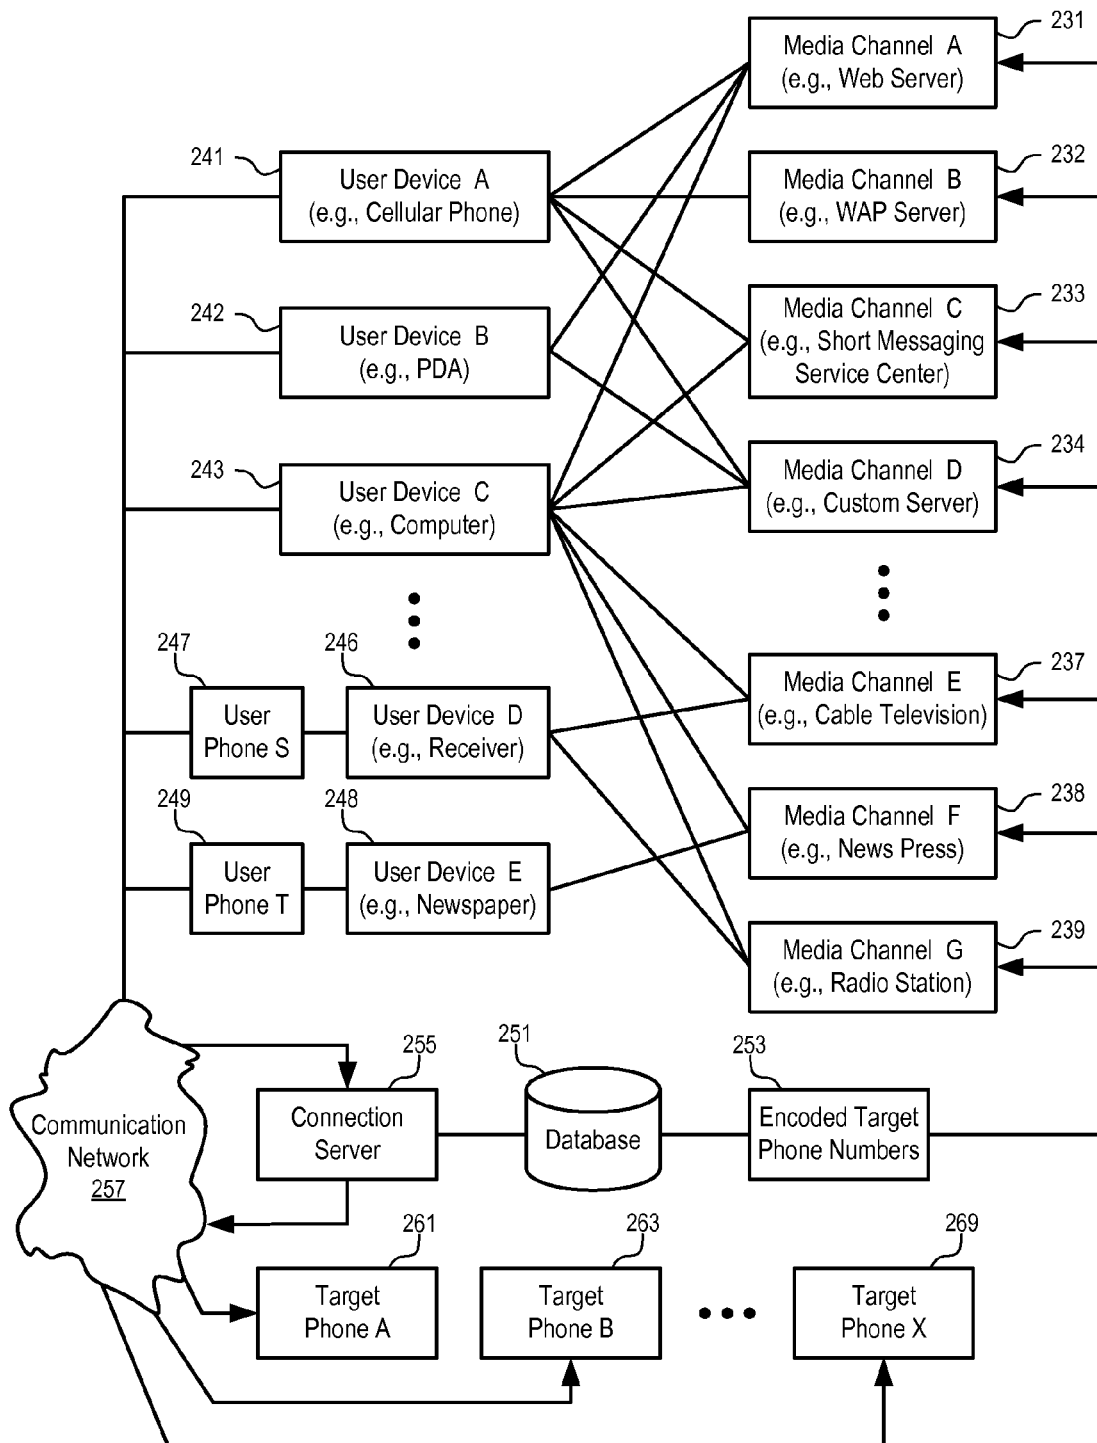 231
Media Channel A
(e.g., Web Server)
241
User Device A
(e.g., Cellular Phone)
232
Media Channel B
(e.g., WAP Server)
242
User Device B
(e.g., PDA)
233
Media Channel C
(e.g., Short Messaging
Service Center)
243
User Device C
(e.g., Computer)
234
Media Channel D
(e.g., Custom Server)
247
User
Phone S
246
User Device D
(e.g., Receiver)
237
Media Channel E
(e.g., Cable Television)
249
User
Phone T
248
User Device E
(e.g., Newspaper)
238
Media Channel F
(e.g., News Press)
239
Media Channel G
(e.g., Radio Station)
Communication
Network
257
255
Connection
Server
251
Database
253
Encoded Target
Phone Numbers
261
Target
Phone A
263
Target
Phone B
269
Target
Phone X